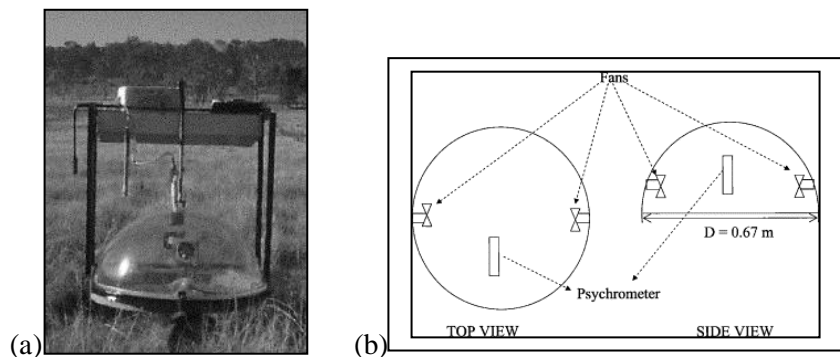 Fans
D = 0.67 m
Psychrometer
TOP VIEW SIDE VIEW
(a) (b)